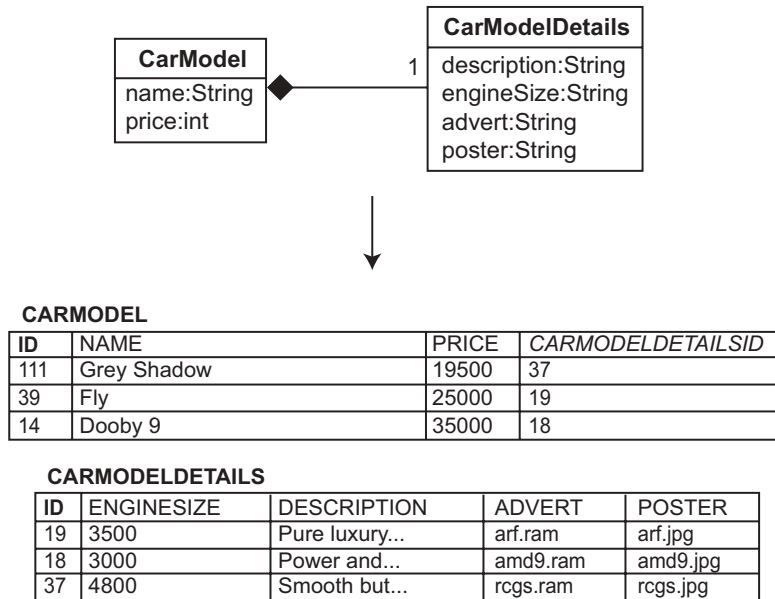 CarModel
name:String
price:int
1
CarModelDetails
description:String
engineSize:String
advert:String
poster:String
CARMODEL
ID NAME PRICE CARMODELDETAILSID
111 Grey Shadow 19500 37
39 Fly 25000 19
14 Dooby 9 35000 18
CARMODELDETAILS
ID ENGINESIZE DESCRIPTION ADVERT POSTER
19 3500 Pure luxury... arf.ram arf.jpg
18 3000 Power and... amd9.ram amd9.jpg
37 4800 Smooth but... rcgs.ram rcgs.jpg